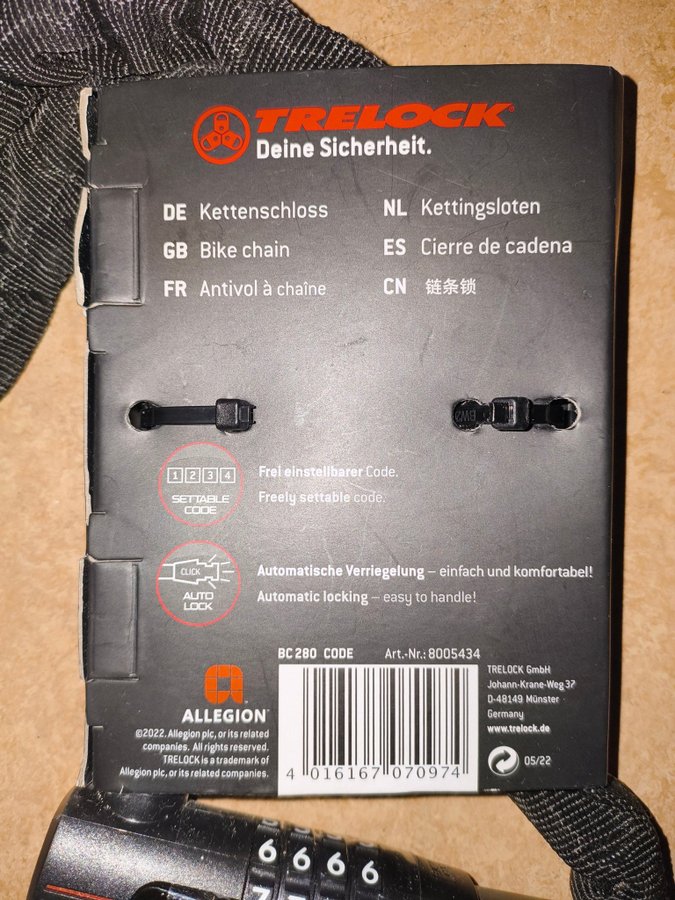 TRELOCK®
Deine Sicherheit.
DE Kettenschloss
GB Bike chain
FR Antivol à chaîne
NL Kettingsloten
ES Cierre de cadena
CN 链条锁
1 2 3 4
SETTABLE
CODE
Frei einstellbarer Code.
Freely settable code.
CLICK
AUTO
LOCK
Automatische Verriegelung – einfach und komfortabel!
Automatic locking – easy to handle!
BC 280 CODE Art.-Nr.: 8005434
ALLEGION™
©2022. Allegion plc, or its related
companies. All rights reserved.
TRELOCK is a trademark of
Allegion plc, or its related companies.
4 016167 070974
TRELOCK GmbH
Johann-Krane-Weg 37
D-48149 Münster
Germany
www.trelock.de
05/22
6 6 6 6